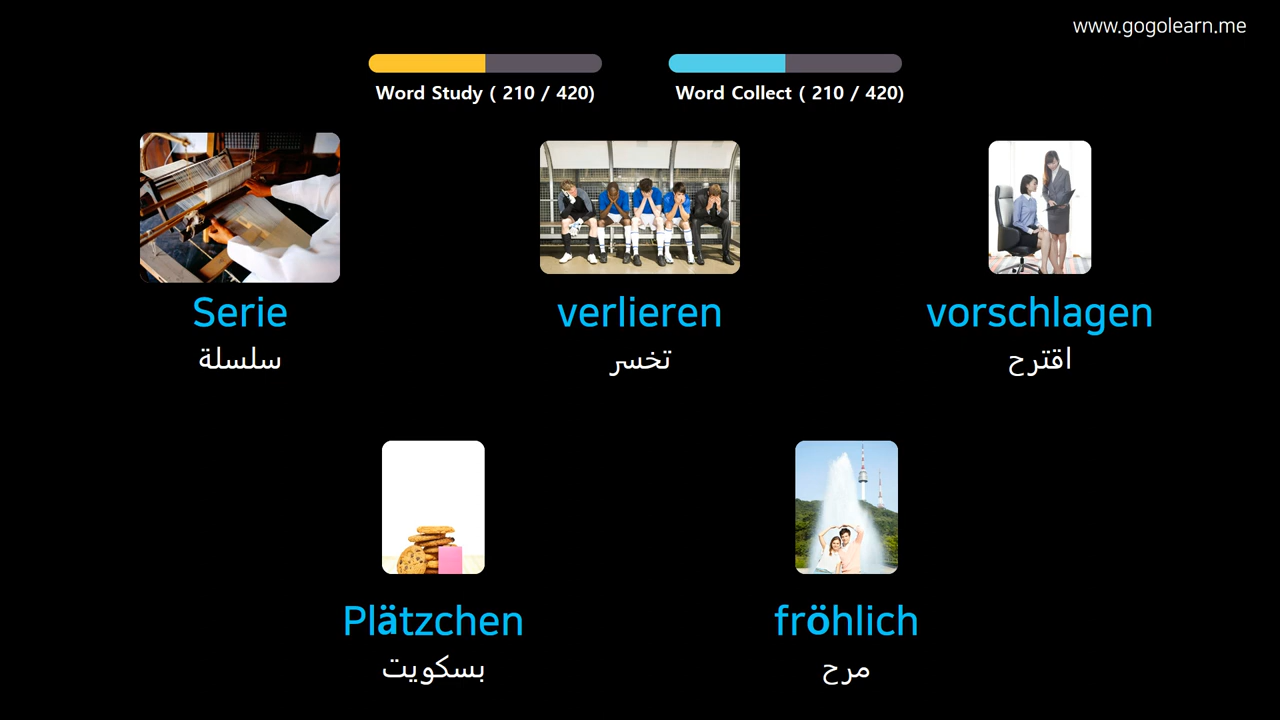 www.gogolearn.me
Word Study ( 210 / 420)
Word Collect ( 210 / 420)
Serie
سلسلة
verlieren
تخسر
vorschlagen
اقترح
Plätzchen
بسكويت
fröhlich
مرح